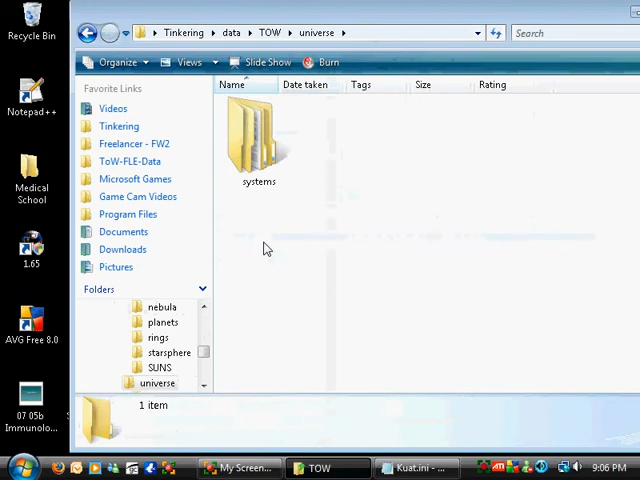 Recycle Bin
Notepad++
Medical
School
1.65
AVG Free 8.0
07 05b
Immunolo...
Tinkering
data
TOW
universe
Search
Organize
Views
Slide Show
Burn
Favorite Links
Videos
Tinkering
Freelancer - FW2
ToW-FLE-Data
Microsoft Games
Game Cam Videos
Program Files
Documents
Downloads
Pictures
Folders
nebula
planets
rings
starsphere
SUNS
universe
Name
Date taken
Tags
Size
Rating
systems
1 item
My Screen...
TOW
Kuat.ini - ...
9:06 PM